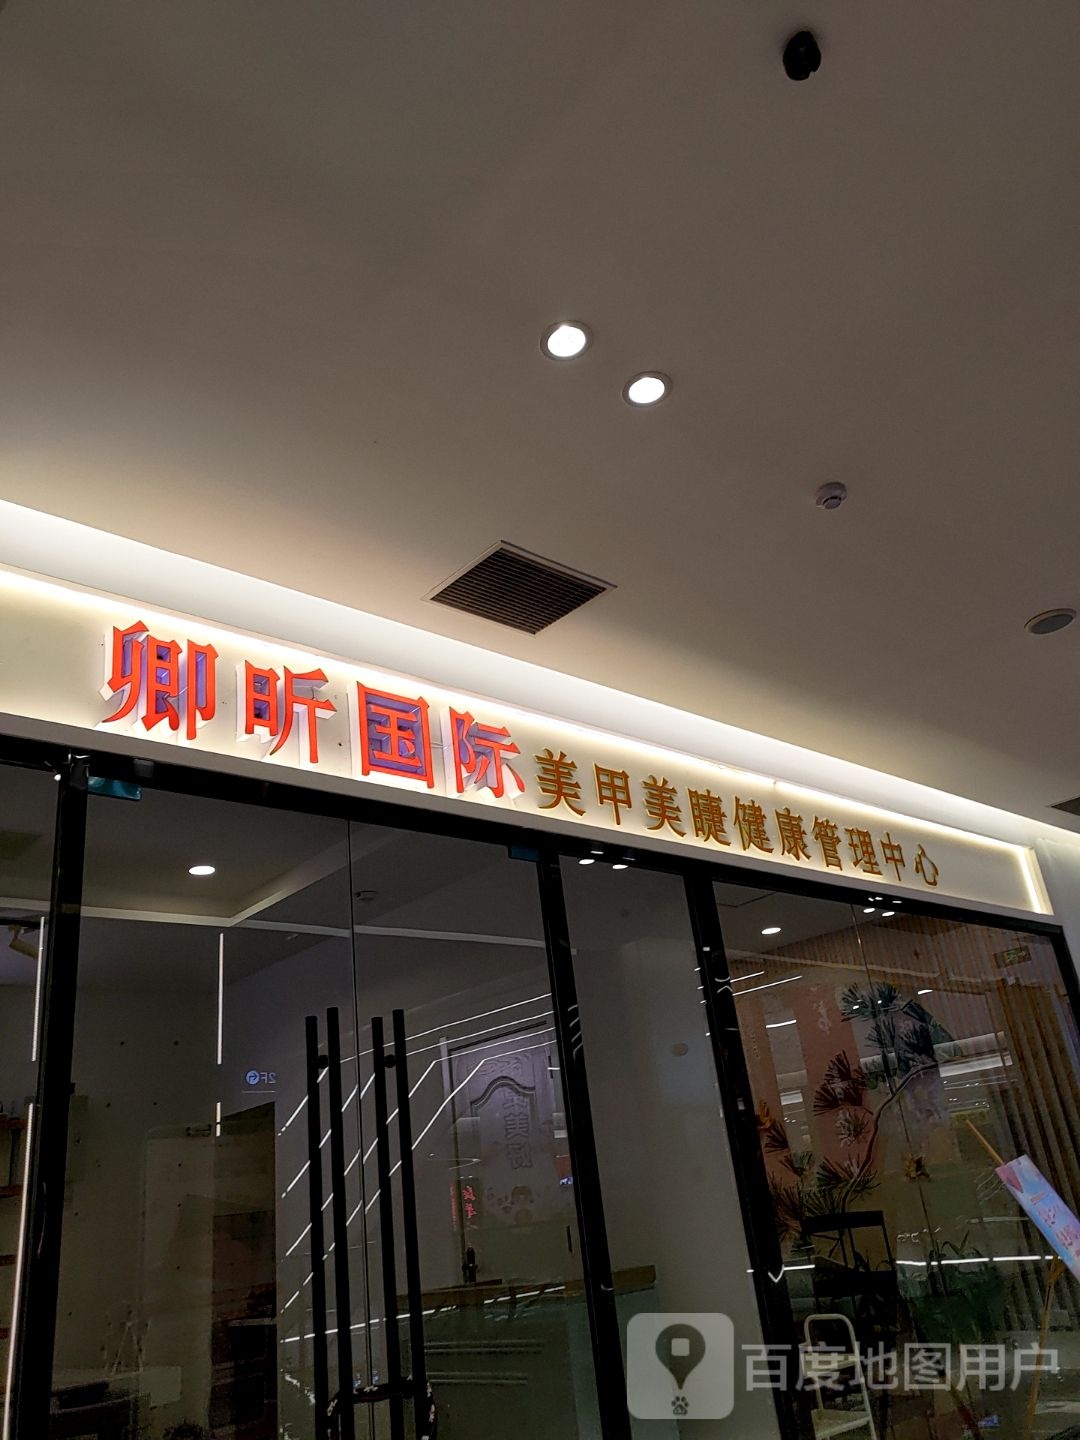 卿昕国际美甲美睫健康管理中心
2F
百度地图用户